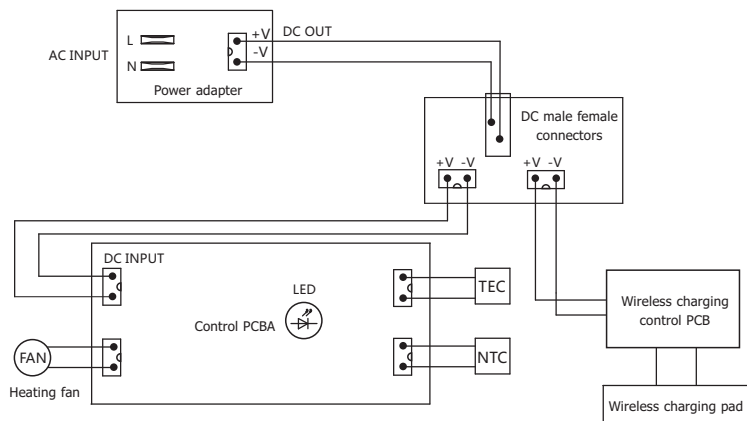 +V
DC OUT
L
AC INPUT
-V
N
Power adapter
DC male female
connectors
+V -V
+V -V
DC INPUT
LED
TEC
Wireless charging
control PCB
Control PCBA
FAN
NTC
Heating fan
Wireless charging pad